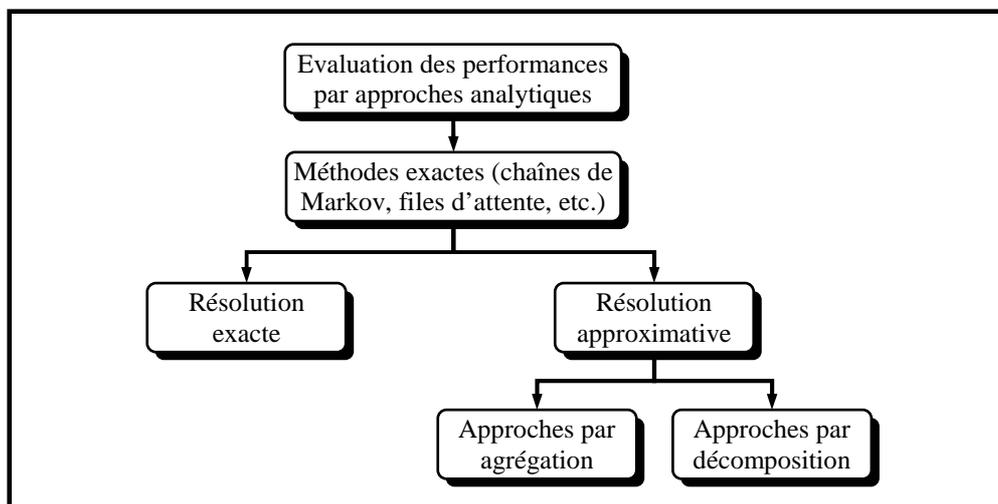 Evaluation des performances
par approches analytiques
Méthodes exactes (chaînes de
Markov, files d’attente, etc.)
Résolution
exacte
Résolution
approximative
Approches par
agrégation
Approches par
décomposition